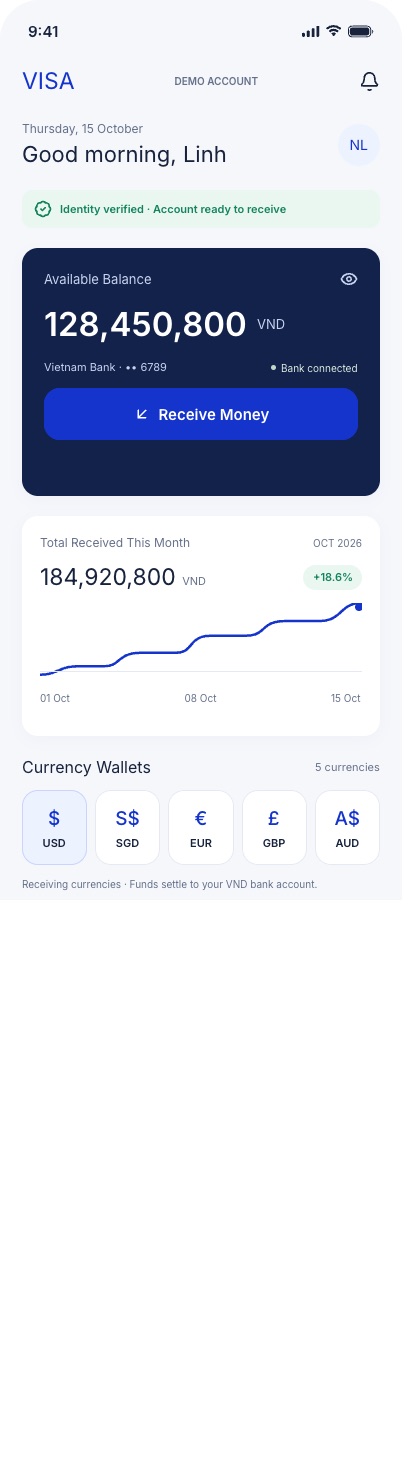 9:41
VISA
DEMO ACCOUNT
Thursday, 15 October
Good morning, Linh
NL
Identity verified · Account ready to receive
Available Balance
128,450,800 VND
Vietnam Bank · •• 6789
Bank connected
Receive Money
Total Received This Month
OCT 2026
184,920,800 VND
+18.6%
01 Oct
08 Oct
15 Oct
Currency Wallets
5 currencies
$
USD
S$
SGD
€
EUR
£
GBP
A$
AUD
Receiving currencies · Funds settle to your VND bank account.